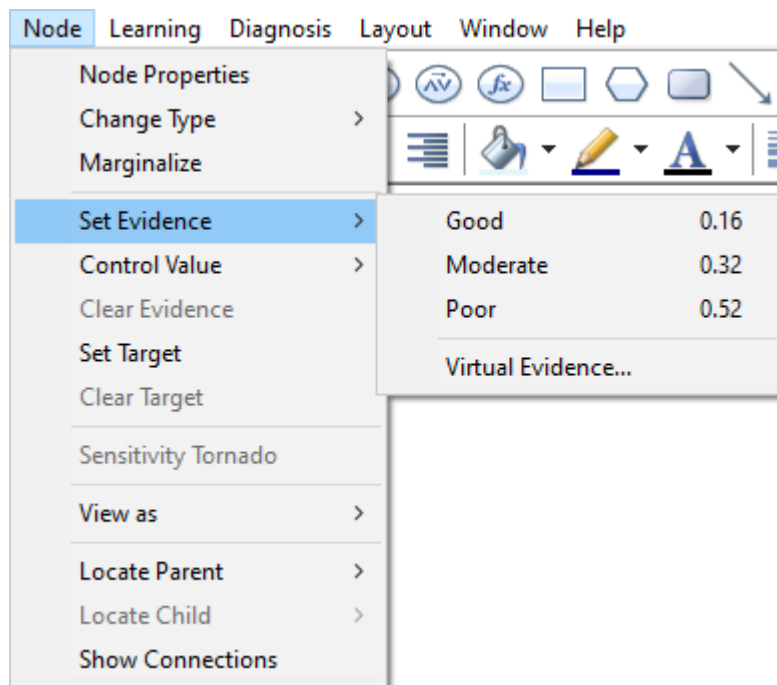 Node Learning Diagnosis Layout Window Help
Node Properties
Change Type
Marginalize
Set Evidence
Control Value
Clear Evidence
Set Target
Clear Target
Sensitivity Tornado
View as
Locate Parent
Locate Child
Show Connections
Good 0.16
Moderate 0.32
Poor 0.52
Virtual Evidence...
AV
fx
A